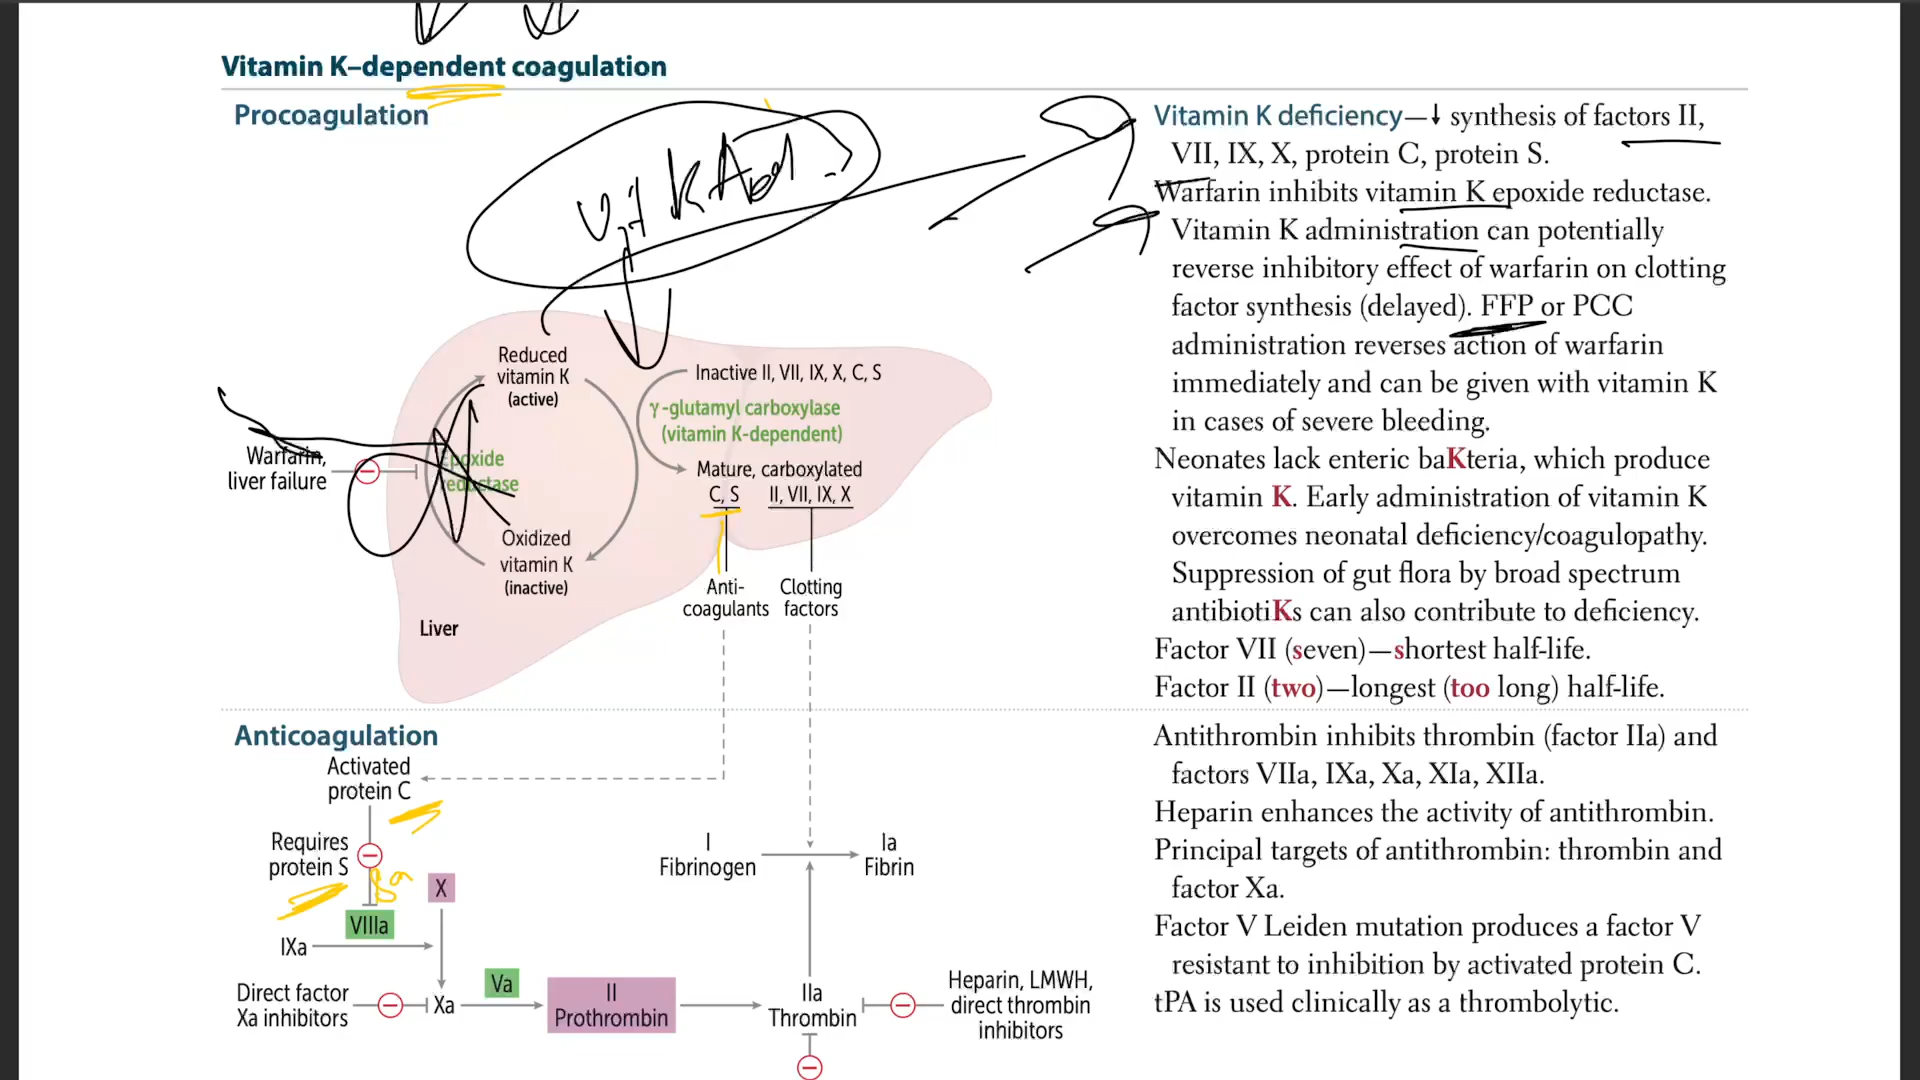 Vitamin K–dependent coagulation
Procoagulation
Vit K
Vitamin K deficiency—↓ synthesis of factors II,
VII, IX, X, protein C, protein S.
Warfarin inhibits vitamin K epoxide reductase.
Vitamin K administration can potentially
reverse inhibitory effect of warfarin on clotting
factor synthesis (delayed). FFP or PCC
administration reverses action of warfarin
immediately and can be given with vitamin K
in cases of severe bleeding.
Neonates lack enteric baKteria, which produce
vitamin K. Early administration of vitamin K
overcomes neonatal deficiency/coagulopathy.
Suppression of gut flora by broad spectrum
antibiotiKs can also contribute to deficiency.
Factor VII (seven)—shortest half-life.
Factor II (two)—longest (too long) half-life.
Reduced
vitamin K
(active)
Inactive II, VII, IX, X, C, S
γ-glutamyl carboxylase
(vitamin K-dependent)
Warfarin,
liver failure
Epoxide
reductase
Mature, carboxylated
C, S II, VII, IX, X
Oxidized
vitamin K
(inactive)
Anti-
coagulants
Clotting
factors
Liver
Anticoagulation
Activated
protein C
Requires
protein S
X
VIIIa
IXa
I
Fibrinogen
Ia
Fibrin
Direct factor
Xa inhibitors
Xa
Va
II
Prothrombin
IIa
Thrombin
Heparin, LMWH,
direct thrombin
inhibitors
Antithrombin inhibits thrombin (factor IIa) and
factors VIIa, IXa, Xa, XIa, XIIa.
Heparin enhances the activity of antithrombin.
Principal targets of antithrombin: thrombin and
factor Xa.
Factor V Leiden mutation produces a factor V
resistant to inhibition by activated protein C.
tPA is used clinically as a thrombolytic.